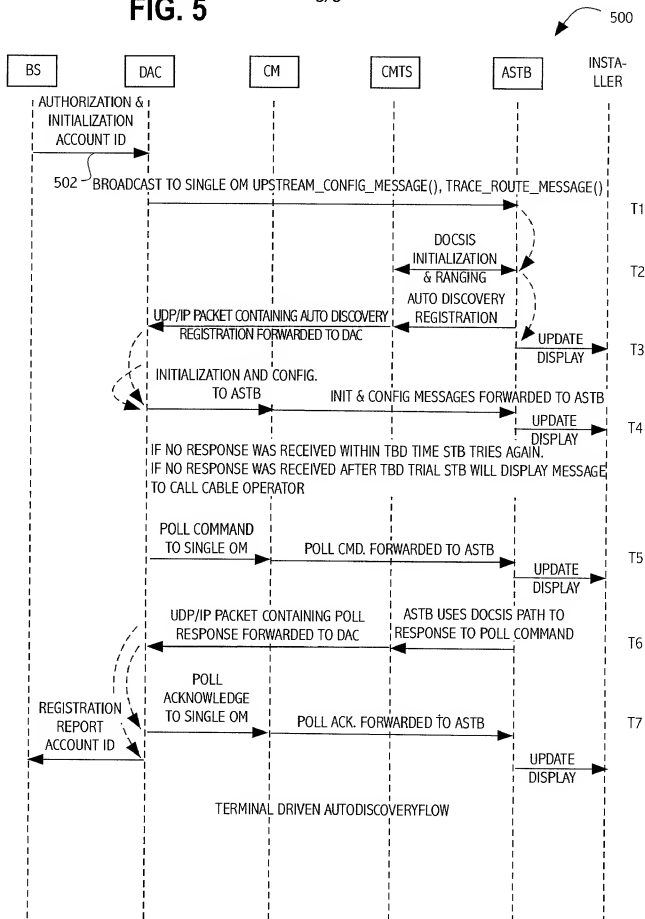 FIG. 5
500
BS
DAC
CM
CMTS
ASTB
INSTA-
LLER
AUTHORIZATION &
INITIALIZATION
ACCOUNT ID
502
BROADCAST TO SINGLE OM UPSTREAM_CONFIG_MESSAGE(), TRACE_ROUTE_MESSAGE()
T1
DOCSIS
INITIALIZATION
& RANGING
T2
AUTO DISCOVERY
REGISTRATION
UDP/IP PACKET CONTAINING AUTO DISCOVERY
REGISTRATION FORWARDED TO DAC
UPDATE
DISPLAY
T3
INITIALIZATION AND CONFIG.
TO ASTB
INIT & CONFIG MESSAGES FORWARDED TO ASTB
UPDATE
DISPLAY
T4
IF NO RESPONSE WAS RECEIVED WITHIN TBD TIME STB TRIES AGAIN.
IF NO RESPONSE WAS RECEIVED AFTER TBD TRIAL STB WILL DISPLAY MESSAGE
TO CALL CABLE OPERATOR
POLL COMMAND
TO SINGLE OM
POLL CMD. FORWARDED TO ASTB
UPDATE
DISPLAY
T5
UDP/IP PACKET CONTAINING POLL
RESPONSE FORWARDED TO DAC
ASTB USES DOCSIS PATH TO
RESPONSE TO POLL COMMAND
T6
POLL
ACKNOWLEDGE
TO SINGLE OM
POLL ACK. FORWARDED TO ASTB
T7
REGISTRATION
REPORT
ACCOUNT ID
UPDATE
DISPLAY
TERMINAL DRIVEN AUTODISCOVERYFLOW